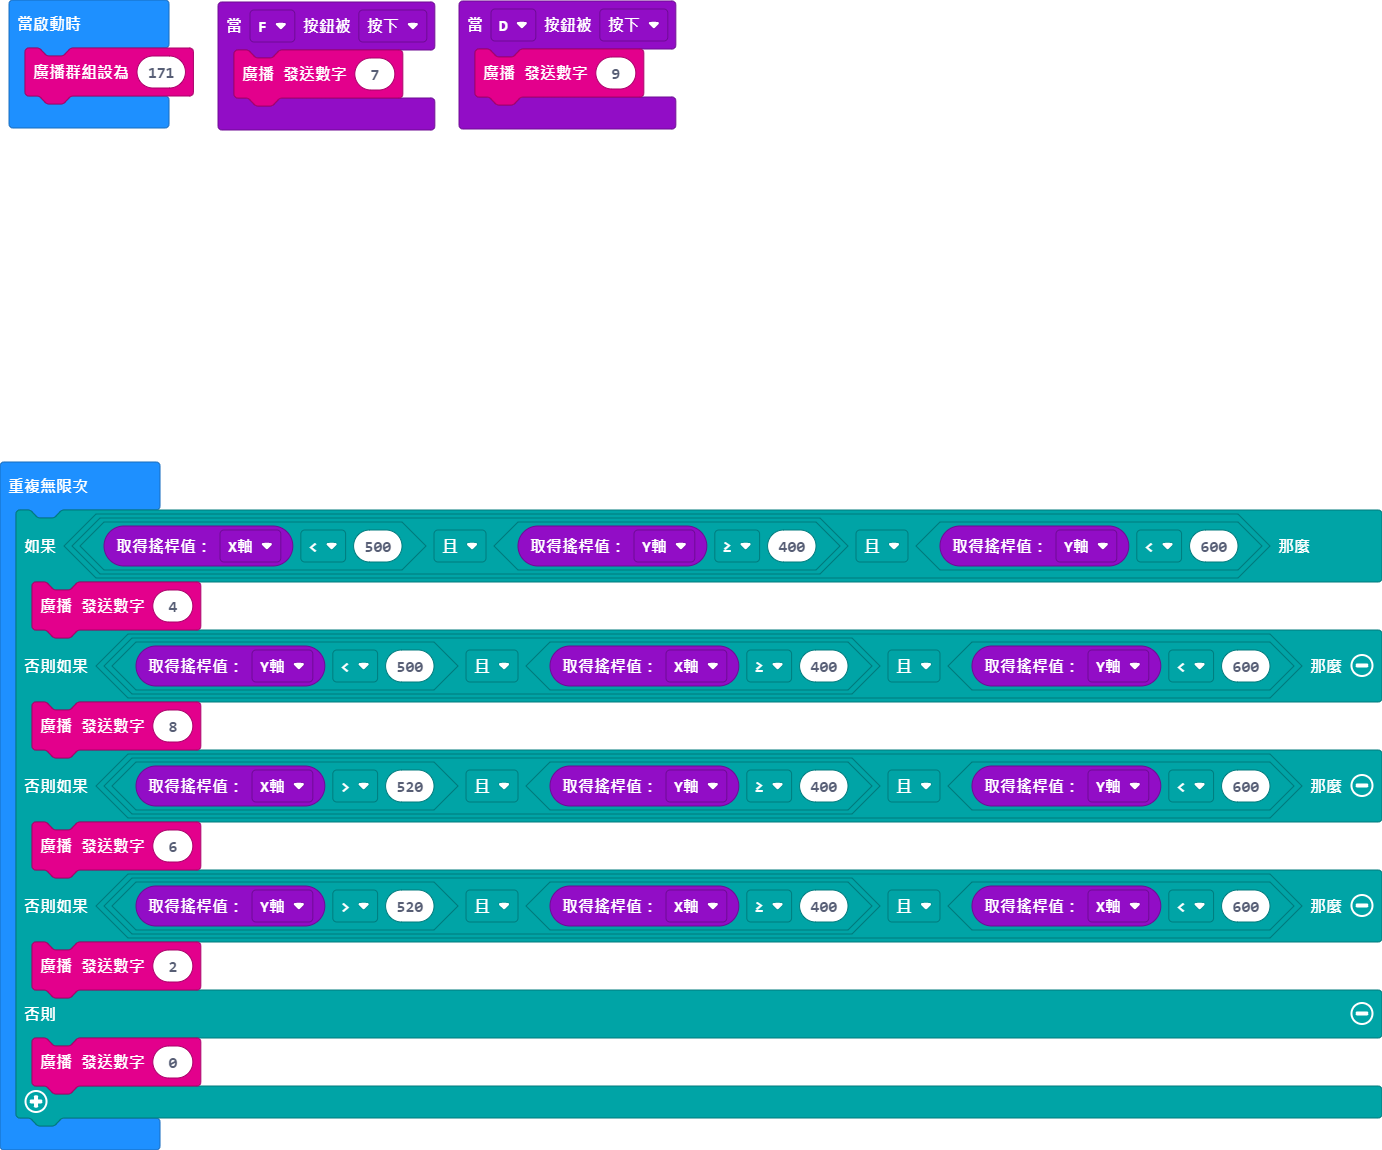 當啟動時
廣播群組設為 171
當 F 按鈕被 按下
廣播 發送數字 7
當 D 按鈕被 按下
廣播 發送數字 9
重複無限次
如果 取得搖桿值： X軸 < 500 且 取得搖桿值： Y軸 ≥ 400 且 取得搖桿值： Y軸 < 600 那麼
廣播 發送數字 4
否則如果 取得搖桿值： Y軸 < 500 且 取得搖桿值： X軸 ≥ 400 且 取得搖桿值： Y軸 < 600 那麼
廣播 發送數字 8
否則如果 取得搖桿值： X軸 > 520 且 取得搖桿值： Y軸 ≥ 400 且 取得搖桿值： Y軸 < 600 那麼
廣播 發送數字 6
否則如果 取得搖桿值： Y軸 > 520 且 取得搖桿值： X軸 ≥ 400 且 取得搖桿值： X軸 < 600 那麼
廣播 發送數字 2
否則
廣播 發送數字 0